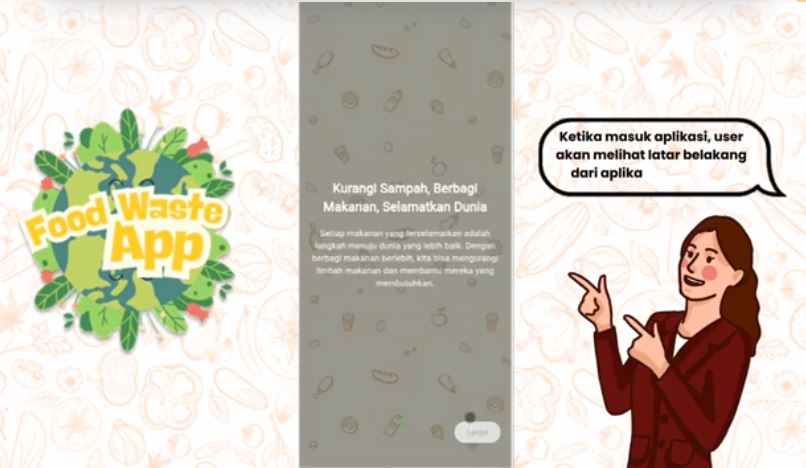 Food Waste
App
Kurangi Sampah, Berbagi
Makanan, Selamatkan Dunia
Setiap makanan yang terselamatkan adalah
langkah menuju dunia yang lebih baik. Dengan
berbagi makanan berlebih, kita bisa mengurangi
limbah makanan dan membantu mereka yang
membutuhkan.
Lanjut
Ketika masuk aplikasi, user
akan melihat latar belakang
dari aplika